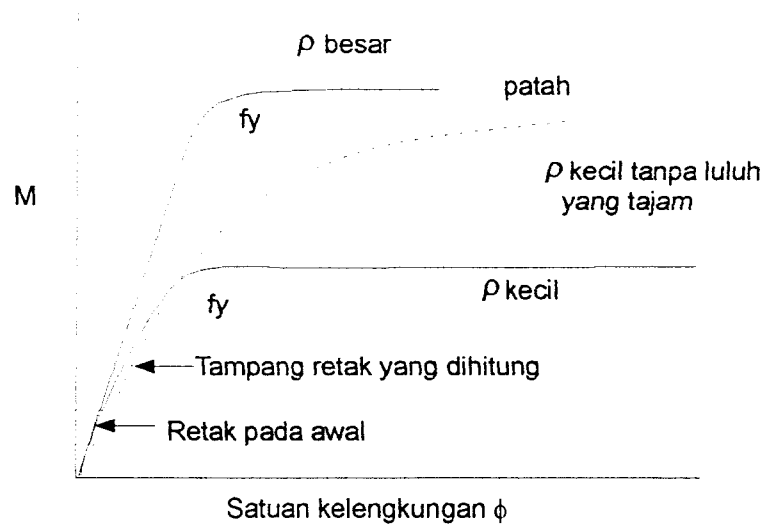 ρ besar
patah
fy
ρ kecil tanpa luluh
yang tajam
M
ρ kecil
fy
Tampang retak yang dihitung
Retak pada awal
Satuan kelengkungan ϕ